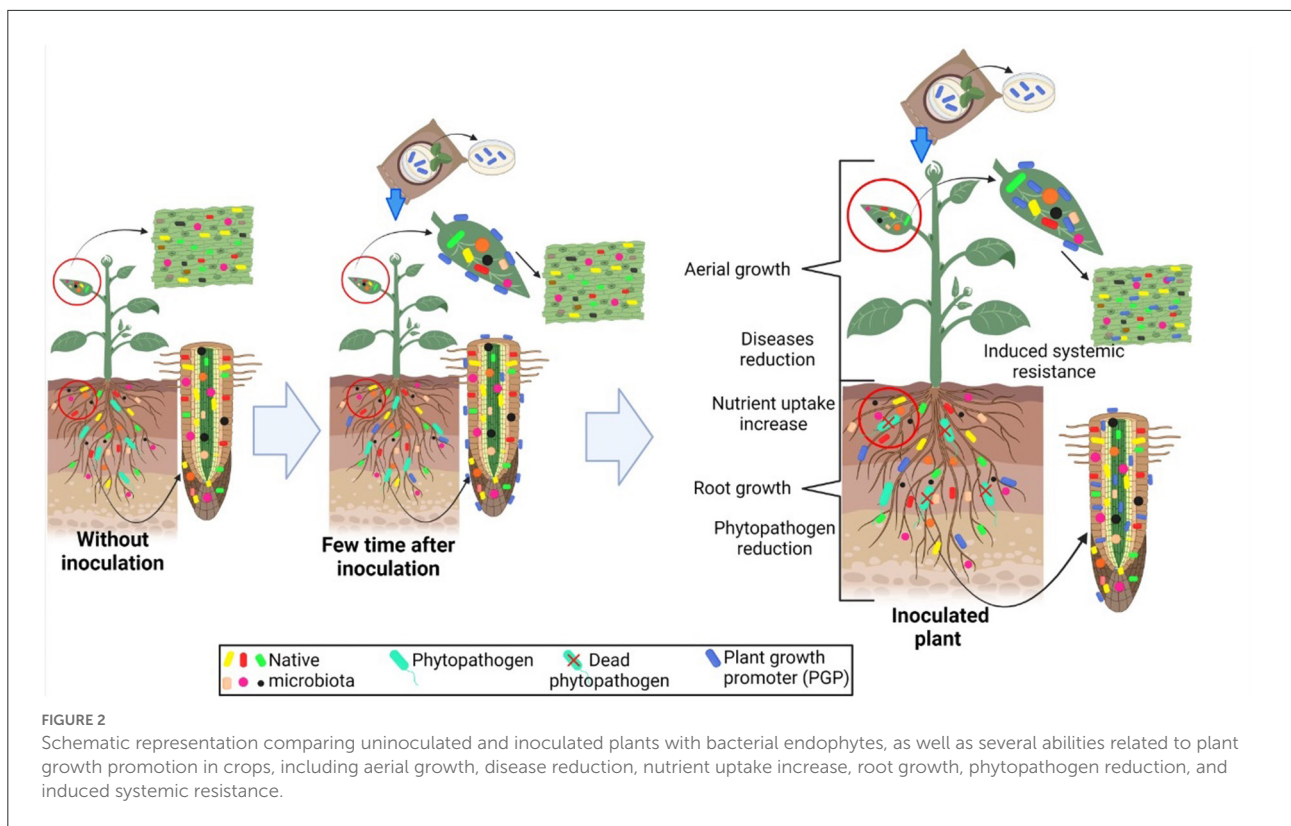 Aerial growth
Diseases
reduction
Induced systemic
resistance
Nutrient uptake
increase
Root growth
Phytopathogen
reduction
Without
inoculation
Few time after
inoculation
Inoculated
plant
Native
microbiota
Phytopathogen
Dead
phytopathogen
Plant growth
promoter (PGP)
FIGURE 2
Schematic representation comparing uninoculated and inoculated plants with bacterial endophytes, as well as several abilities related to plant
growth promotion in crops, including aerial growth, disease reduction, nutrient uptake increase, root growth, phytopathogen reduction, and
induced systemic resistance.